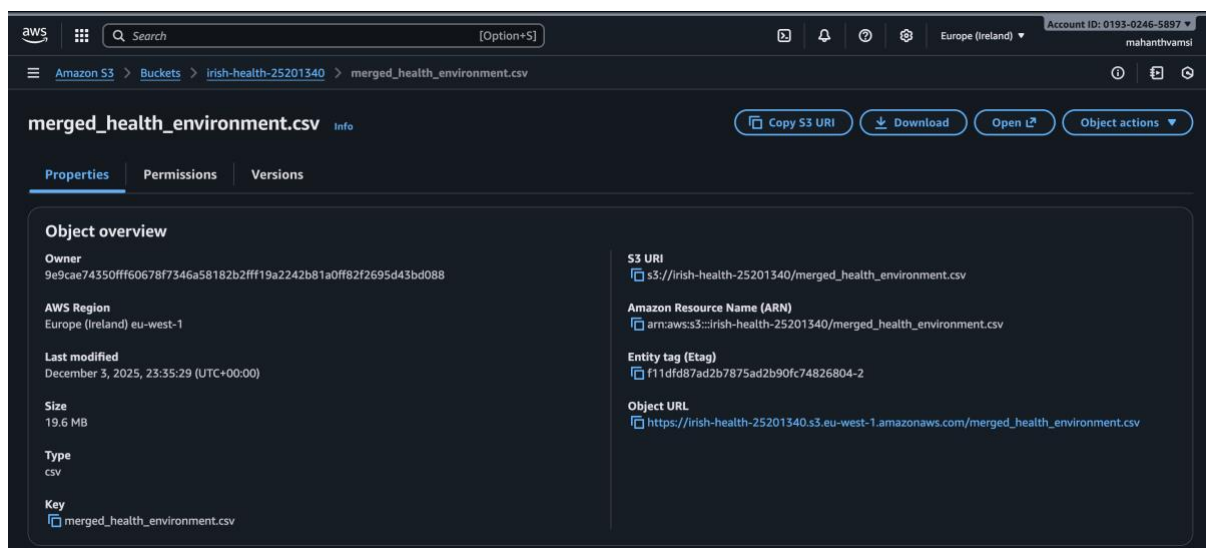 aws
Search [Option+S]
Europe (Ireland)
Account ID: 0193-0246-5897
mahanthvamsi
Amazon S3 > Buckets > irish-health-25201340 > merged_health_environment.csv
merged_health_environment.csv Info
Copy S3 URI
Download
Open
Object actions
Properties
Permissions
Versions
Object overview
Owner
9e9cae74350fff60678f7346a58182b2fff19a2242b81a0ff82f2695d43bd088
AWS Region
Europe (Ireland) eu-west-1
Last modified
December 3, 2025, 23:35:29 (UTC+00:00)
Size
19.6 MB
Type
csv
Key
merged_health_environment.csv
S3 URI
s3://irish-health-25201340/merged_health_environment.csv
Amazon Resource Name (ARN)
arn:aws:s3:::irish-health-25201340/merged_health_environment.csv
Entity tag (Etag)
f11dfd87ad2b7875ad2b90fc74826804-2
Object URL
https://irish-health-25201340.s3.eu-west-1.amazonaws.com/merged_health_environment.csv